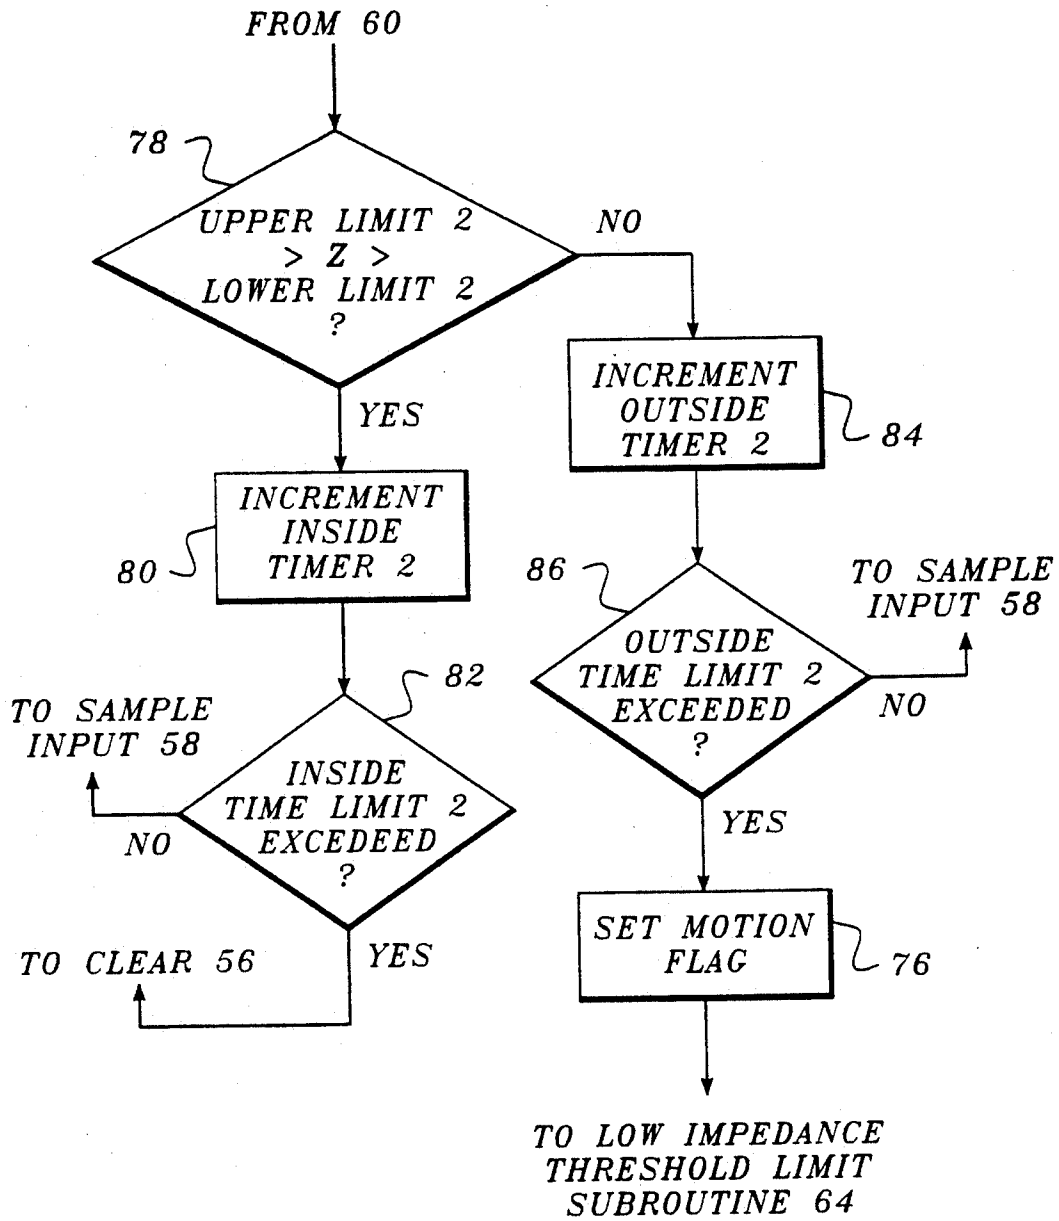 FROM 60
78
UPPER LIMIT 2
> Z >
LOWER LIMIT 2
?
NO
YES
INCREMENT
OUTSIDE
TIMER 2
84
INCREMENT
INSIDE
TIMER 2
80
86
TO SAMPLE
INPUT 58
OUTSIDE
TIME LIMIT 2
EXCEEDED
?
NO
82
TO SAMPLE
INPUT 58
INSIDE
TIME LIMIT 2
EXCEDEED
?
NO
YES
YES
SET MOTION
FLAG
76
TO CLEAR 56
TO LOW IMPEDANCE
THRESHOLD LIMIT
SUBROUTINE 64